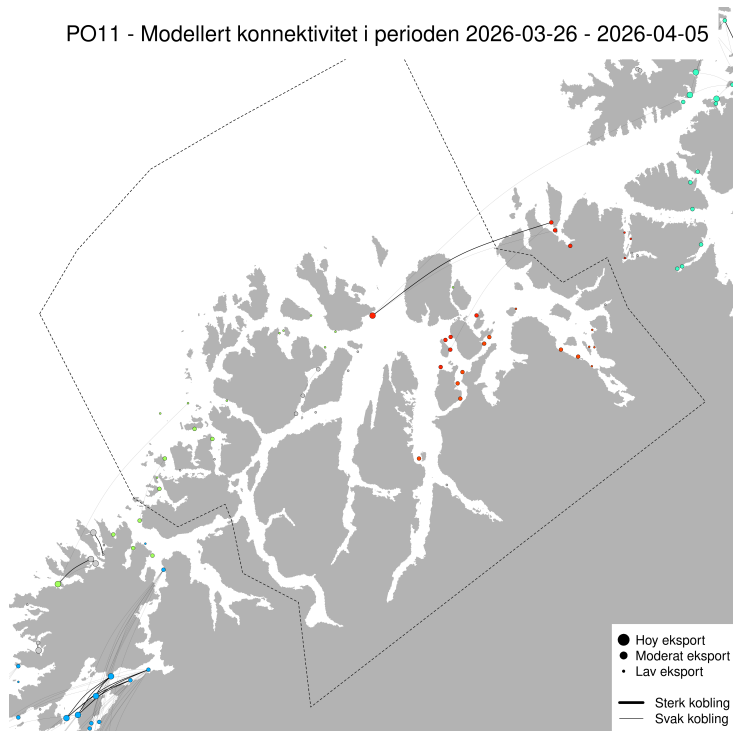 PO11 - Modellert konnektivitet i perioden 2026-03-26 - 2026-04-05
Hoy eksport
Moderat eksport
Lav eksport
Sterk kobling
Svak kobling